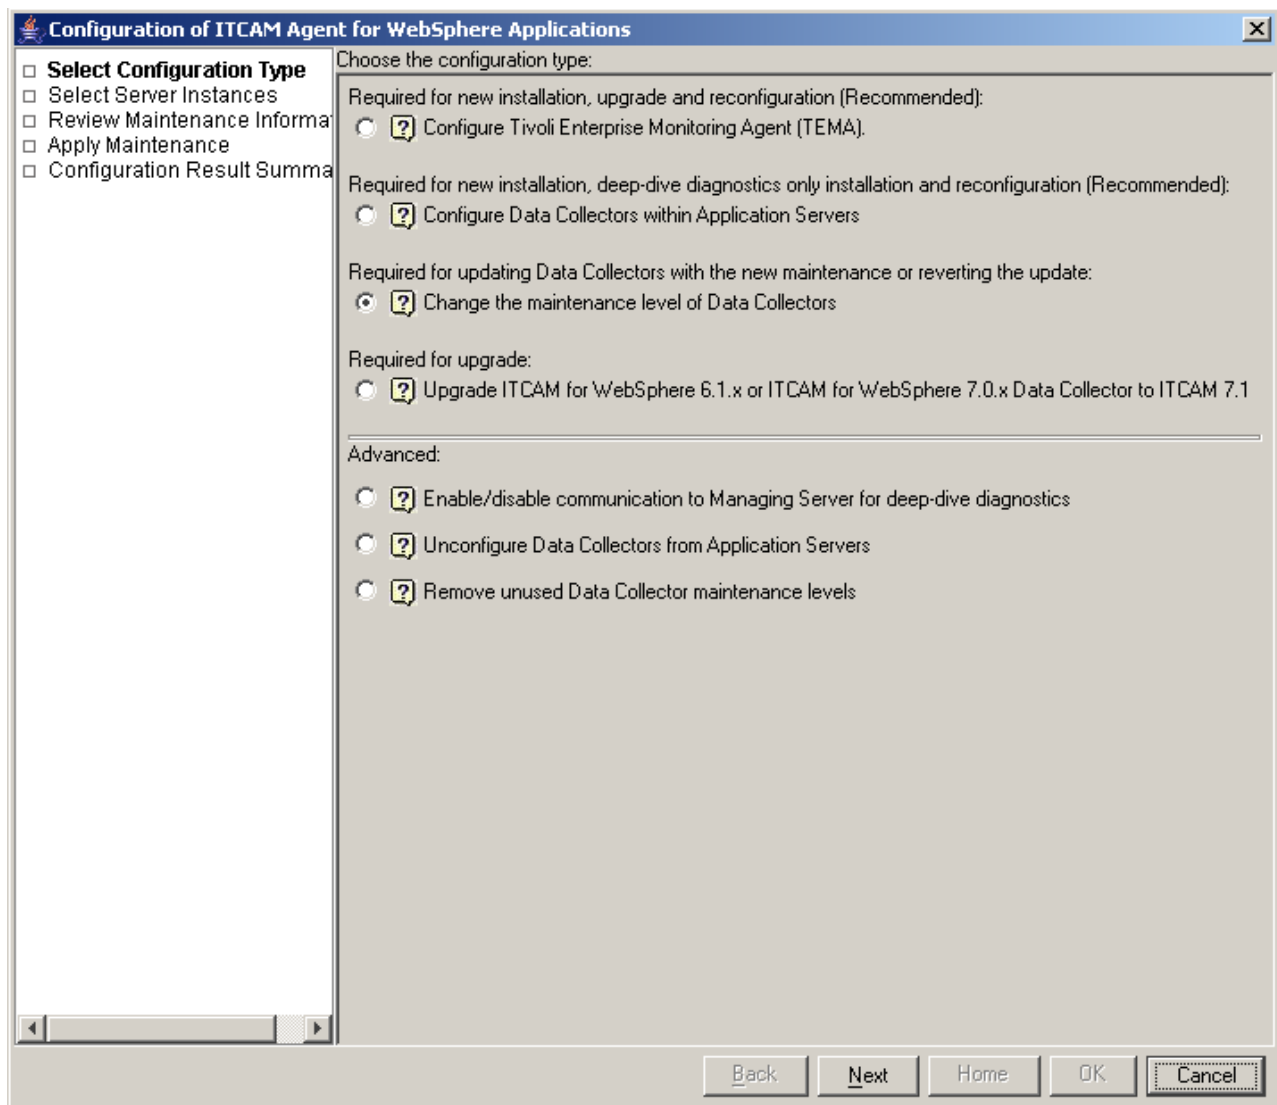 Configuration of ITCAM Agent for WebSphere Applications
Select Configuration Type
Select Server Instances
Review Maintenance Informa
Apply Maintenance
Configuration Result Summa
Choose the configuration type:
Required for new installation, upgrade and reconfiguration (Recommended):
? Configure Tivoli Enterprise Monitoring Agent (TEMA).
Required for new installation, deep-dive diagnostics only installation and reconfiguration (Recommended):
? Configure Data Collectors within Application Servers
Required for updating Data Collectors with the new maintenance or reverting the update:
? Change the maintenance level of Data Collectors
Required for upgrade:
? Upgrade ITCAM for WebSphere 6.1.x or ITCAM for WebSphere 7.0.x Data Collector to ITCAM 7.1
Advanced:
? Enable/disable communication to Managing Server for deep-dive diagnostics
? Unconfigure Data Collectors from Application Servers
? Remove unused Data Collector maintenance levels
Back Next Home OK Cancel